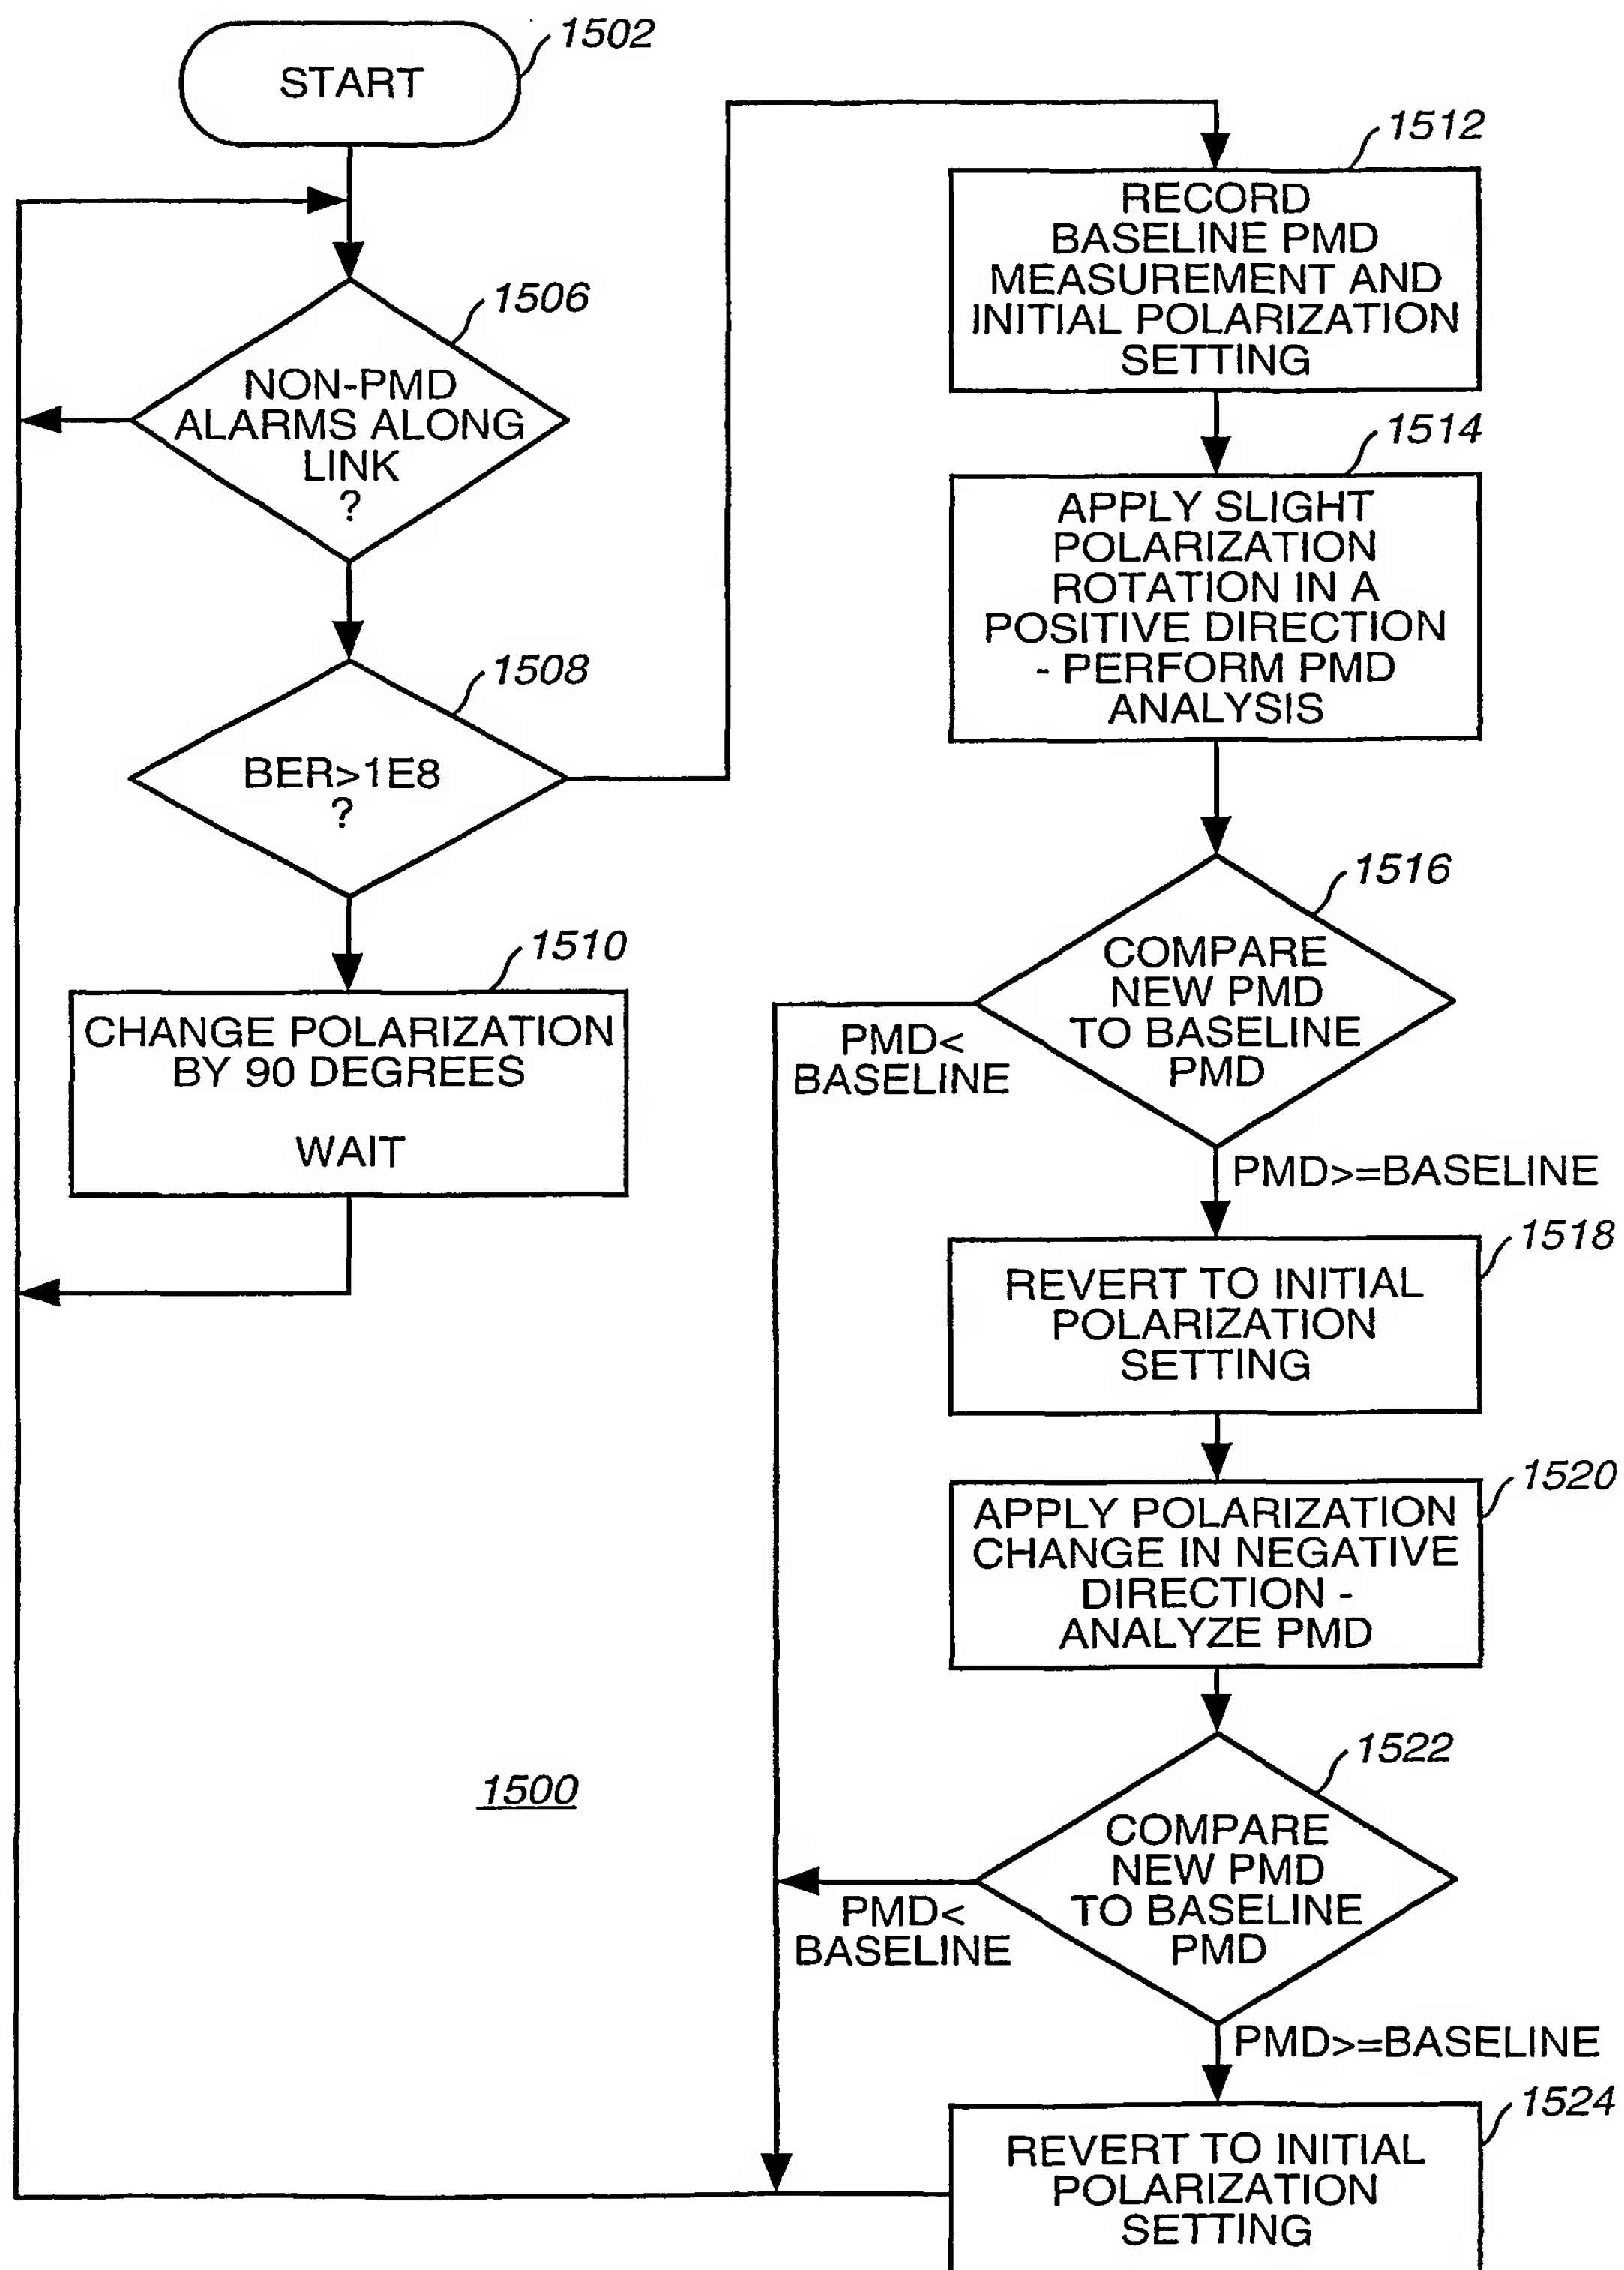 START
1502
NON-PMD
ALARMS ALONG
LINK
?
1506
BER>1E8
?
1508
1510
CHANGE POLARIZATION
BY 90 DEGREES
WAIT
1500
1512
RECORD
BASELINE PMD
MEASUREMENT AND
INITIAL POLARIZATION
SETTING
1514
APPLY SLIGHT
POLARIZATION
ROTATION IN A
POSITIVE DIRECTION
- PERFORM PMD
ANALYSIS
1516
COMPARE
NEW PMD
TO BASELINE
PMD
PMD<
BASELINE
PMD>=BASELINE
1518
REVERT TO INITIAL
POLARIZATION
SETTING
1520
APPLY POLARIZATION
CHANGE IN NEGATIVE
DIRECTION -
ANALYZE PMD
1522
COMPARE
NEW PMD
TO BASELINE
PMD
PMD<
BASELINE
PMD>=BASELINE
1524
REVERT TO INITIAL
POLARIZATION
SETTING